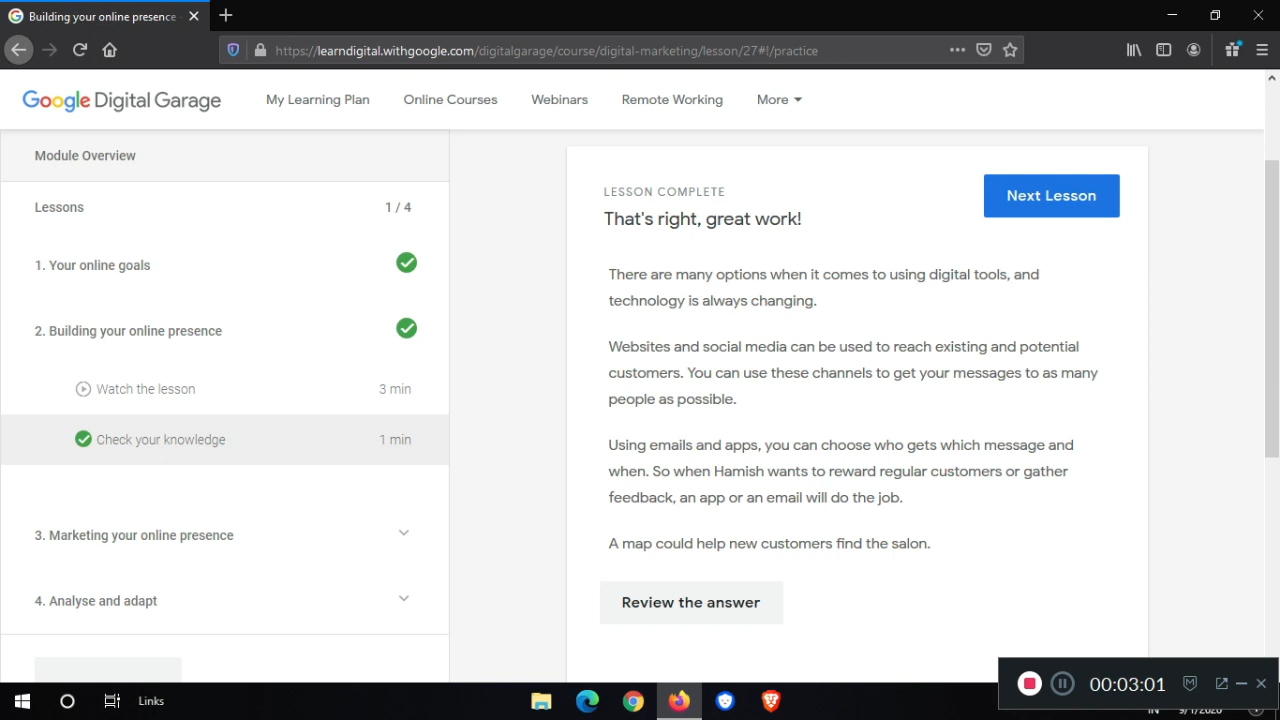 Building your online presence
https://learndigital.withgoogle.com/digitalgarage/course/digital-marketing/lesson/27#!/practice
Google Digital Garage
My Learning Plan
Online Courses
Webinars
Remote Working
More
Module Overview
Lessons 1 / 4
1. Your online goals
2. Building your online presence
Watch the lesson 3 min
Check your knowledge 1 min
3. Marketing your online presence
4. Analyse and adapt
LESSON COMPLETE
That's right, great work!
Next Lesson
There are many options when it comes to using digital tools, and
technology is always changing.
Websites and social media can be used to reach existing and potential
customers. You can use these channels to get your messages to as many
people as possible.
Using emails and apps, you can choose who gets which message and
when. So when Hamish wants to reward regular customers or gather
feedback, an app or an email will do the job.
A map could help new customers find the salon.
Review the answer
00:03:01
Links